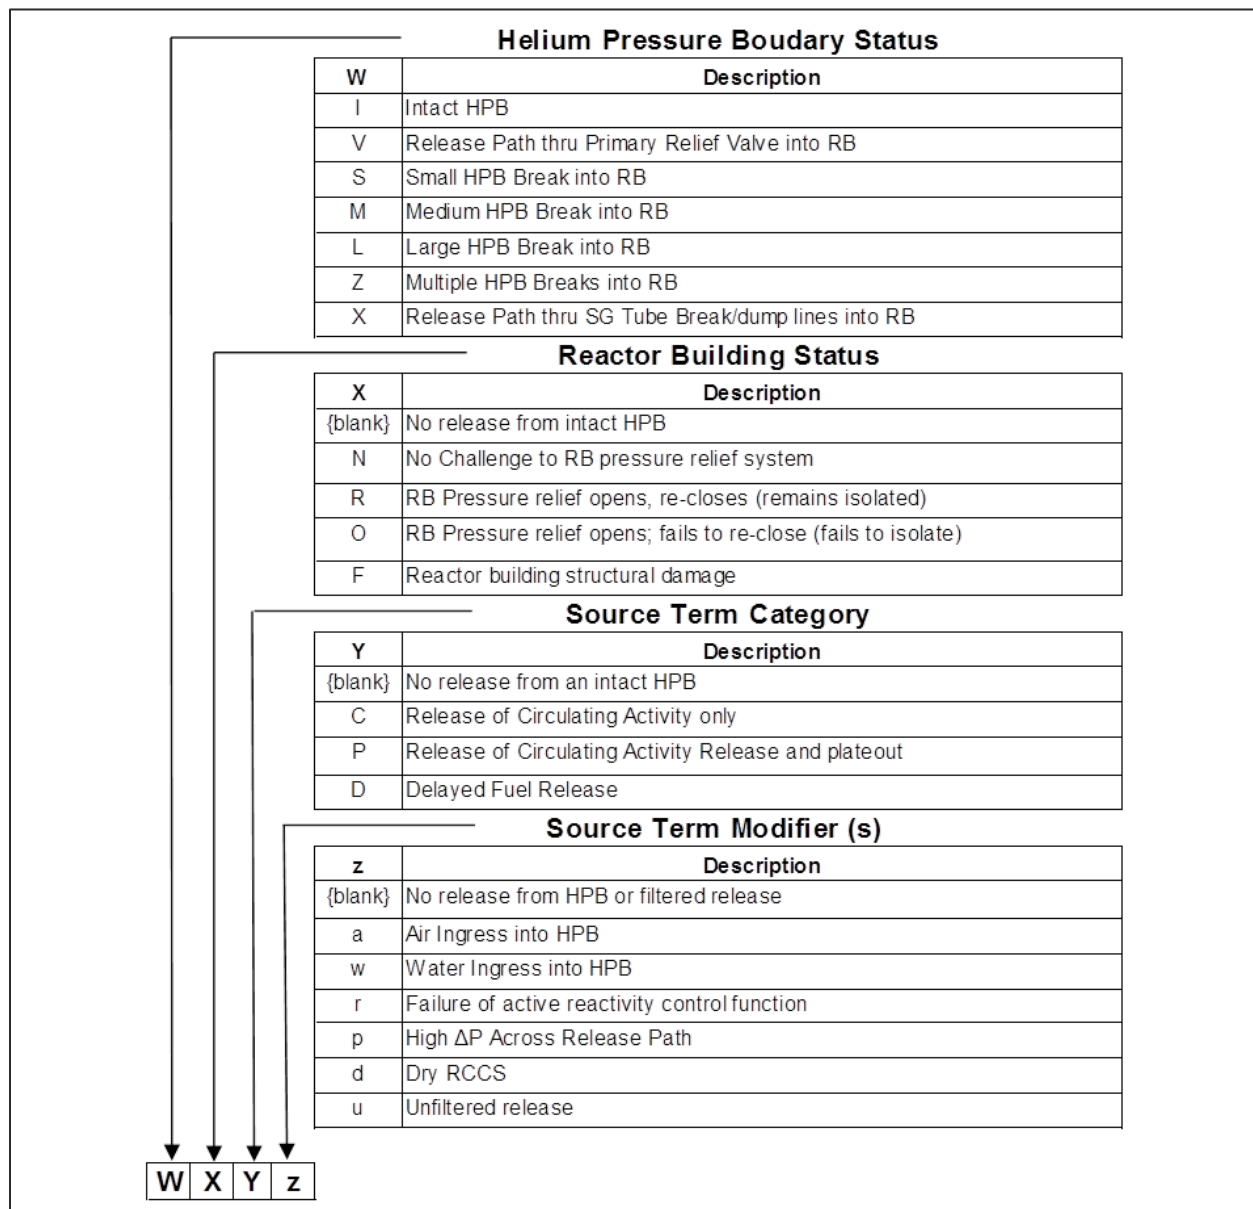 Helium Pressure Boudary Status
W Description
I Intact HPB
V Release Path thru Primary Relief Valve into RB
S Small HPB Break into RB
M Medium HPB Break into RB
L Large HPB Break into RB
Z Multiple HPB Breaks into RB
X Release Path thru SG Tube Break/dump lines into RB
Reactor Building Status
X Description
{blank} No release from intact HPB
N No Challenge to RB pressure relief system
R RB Pressure relief opens, re-closes (remains isolated)
O RB Pressure relief opens; fails to re-close (fails to isolate)
F Reactor building structural damage
Source Term Category
Y Description
{blank} No release from an intact HPB
C Release of Circulating Activity only
P Release of Circulating Activity Release and plateout
D Delayed Fuel Release
Source Term Modifier (s)
z Description
{blank} No release from HPB or filtered release
a Air Ingress into HPB
w Water Ingress into HPB
r Failure of active reactivity control function
p High ΔP Across Release Path
d Dry RCCS
u Unfiltered release
W X Y z